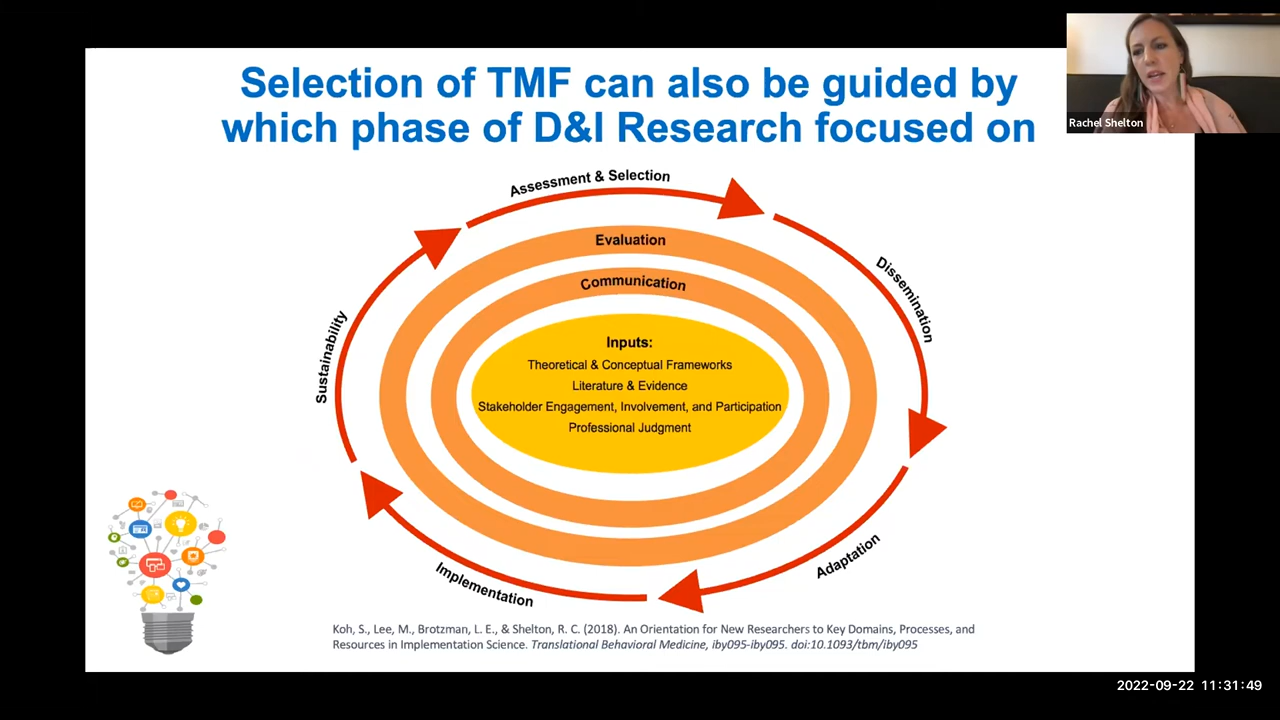 Selection of TMF can also be guided by
which phase of D&I Research focused on
Rachel Shelton
Assessment & Selection
Evaluation
Communication
Dissemination
Inputs:
Theoretical & Conceptual Frameworks
Literature & Evidence
Stakeholder Engagement, Involvement, and Participation
Professional Judgment
Sustainability
Adaptation
Implementation
Koh, S., Lee, M., Brotzman, L. E., & Shelton, R. C. (2018). An Orientation for New Researchers to Key Domains, Processes, and
Resources in Implementation Science. Translational Behavioral Medicine, iby095-iby095. doi:10.1093/tbm/iby095
2022-09-22 11:31:49